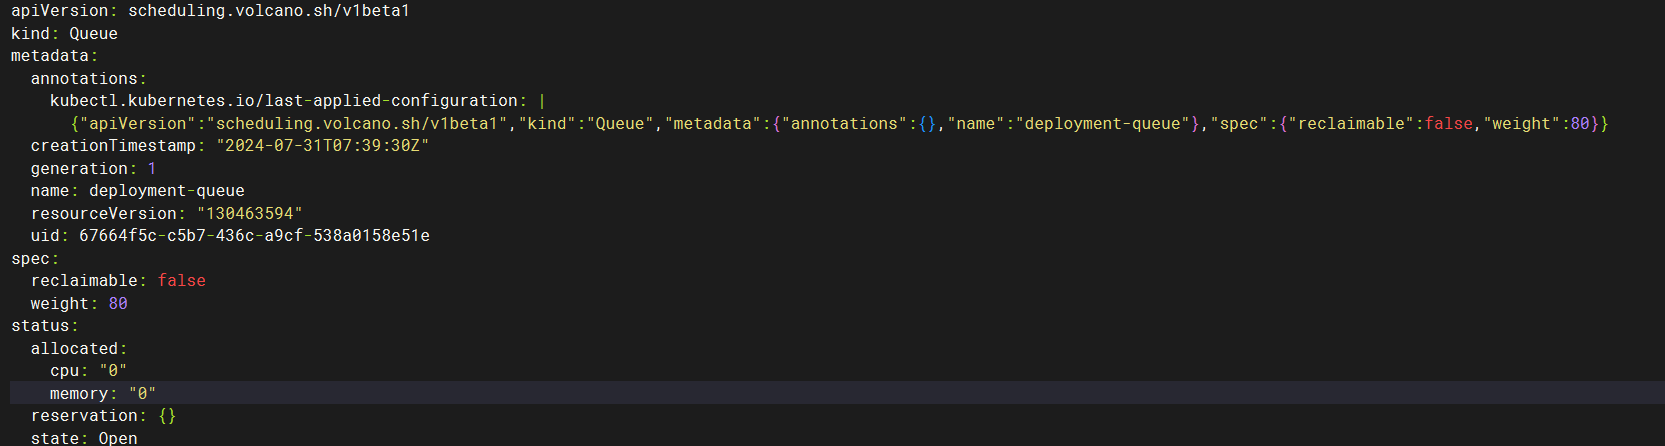 apiVersion: scheduling.volcano.sh/v1beta1
kind: Queue
metadata:
  annotations:
    kubectl.kubernetes.io/last-applied-configuration: |
      {"apiVersion":"scheduling.volcano.sh/v1beta1","kind":"Queue","metadata":{"annotations":{},"name":"deployment-queue"},"spec":{"reclaimable":false,"weight":80}}
  creationTimestamp: "2024-07-31T07:39:30Z"
  generation: 1
  name: deployment-queue
  resourceVersion: "130463594"
  uid: 67664f5c-c5b7-436c-a9cf-538a0158e51e
spec:
  reclaimable: false
  weight: 80
status:
  allocated:
    cpu: "0"
    memory: "0"
  reservation: {}
  state: Open